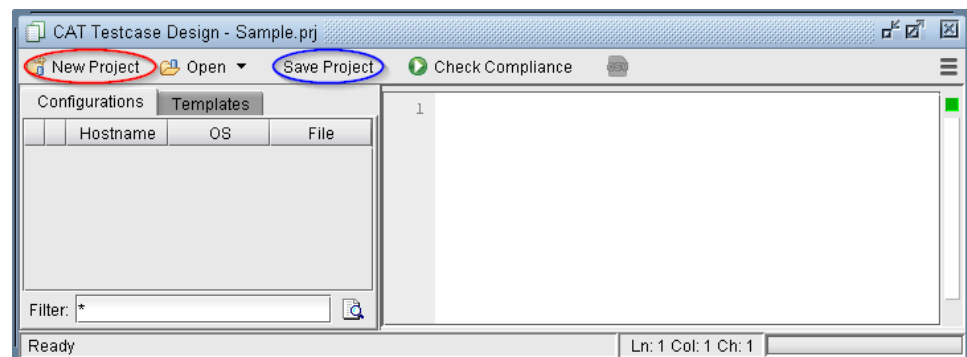 CAT Testcase Design - Sample.prj
New Project Open Save Project Check Compliance
Configurations Templates
Hostname OS File
1
Filter: *
Ready Ln: 1 Col: 1 Ch: 1